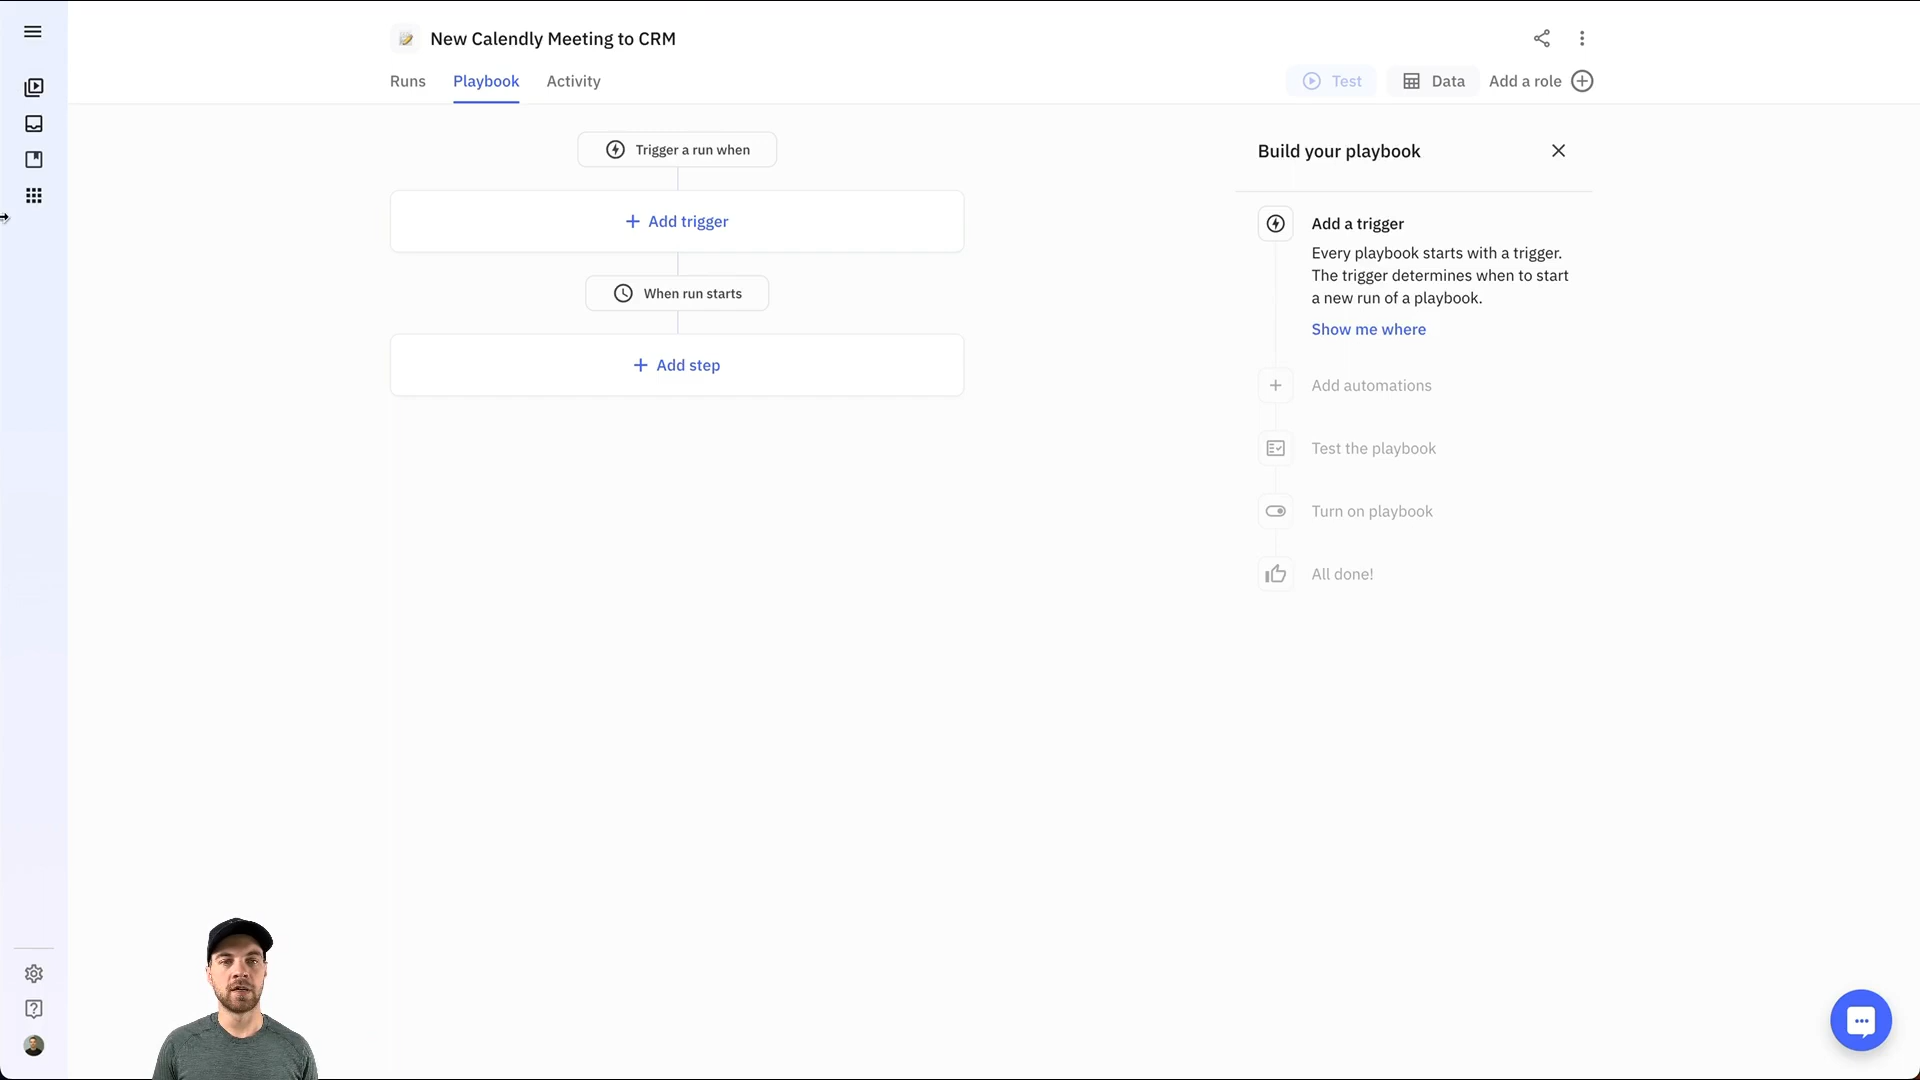 New Calendly Meeting to CRM
Runs
Playbook
Activity
Test
Data
Add a role
Trigger a run when
Add trigger
When run starts
Add step
Build your playbook
Add a trigger
Every playbook starts with a trigger.
The trigger determines when to start
a new run of a playbook.
Show me where
Add automations
Test the playbook
Turn on playbook
All done!